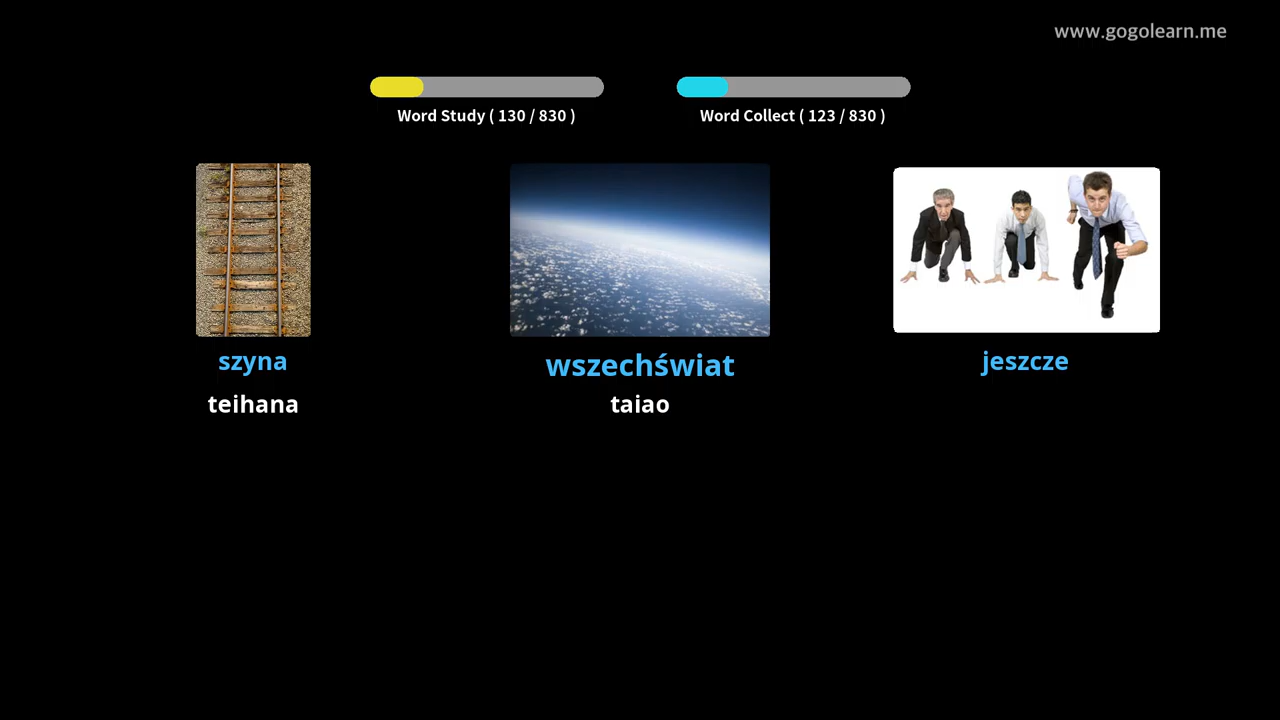 www.gogolearn.me
Word Study ( 130 / 830 )
Word Collect ( 123 / 830 )
szyna
wszechświat
jeszcze
teihana
taiao